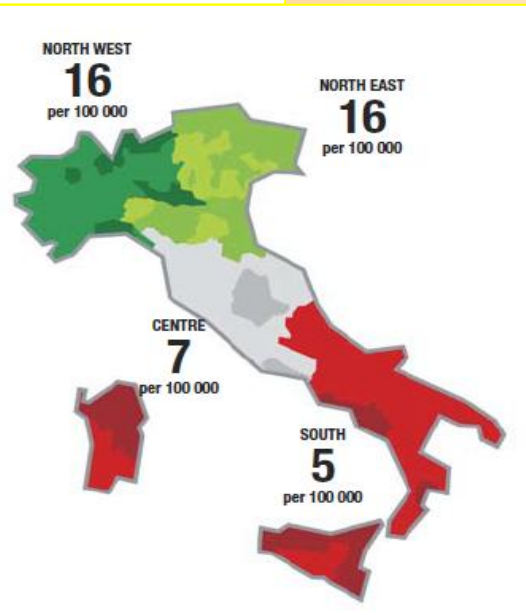 NORTH WEST
16
per 100 000
NORTH EAST
16
per 100 000
CENTRE
7
per 100 000
SOUTH
5
per 100 000